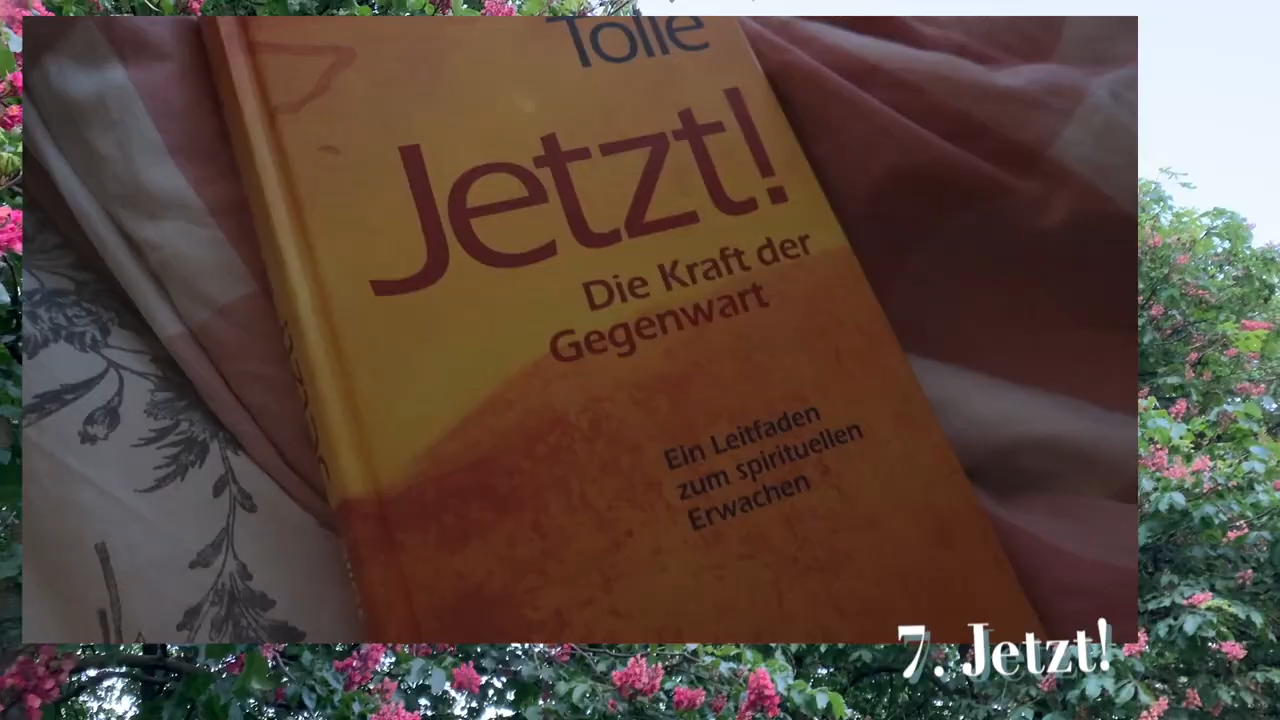 Tolle
Jetzt!
Die Kraft der
Gegenwart
Ein Leitfaden
zum spirituellen
Erwachen
7. Jetzt!